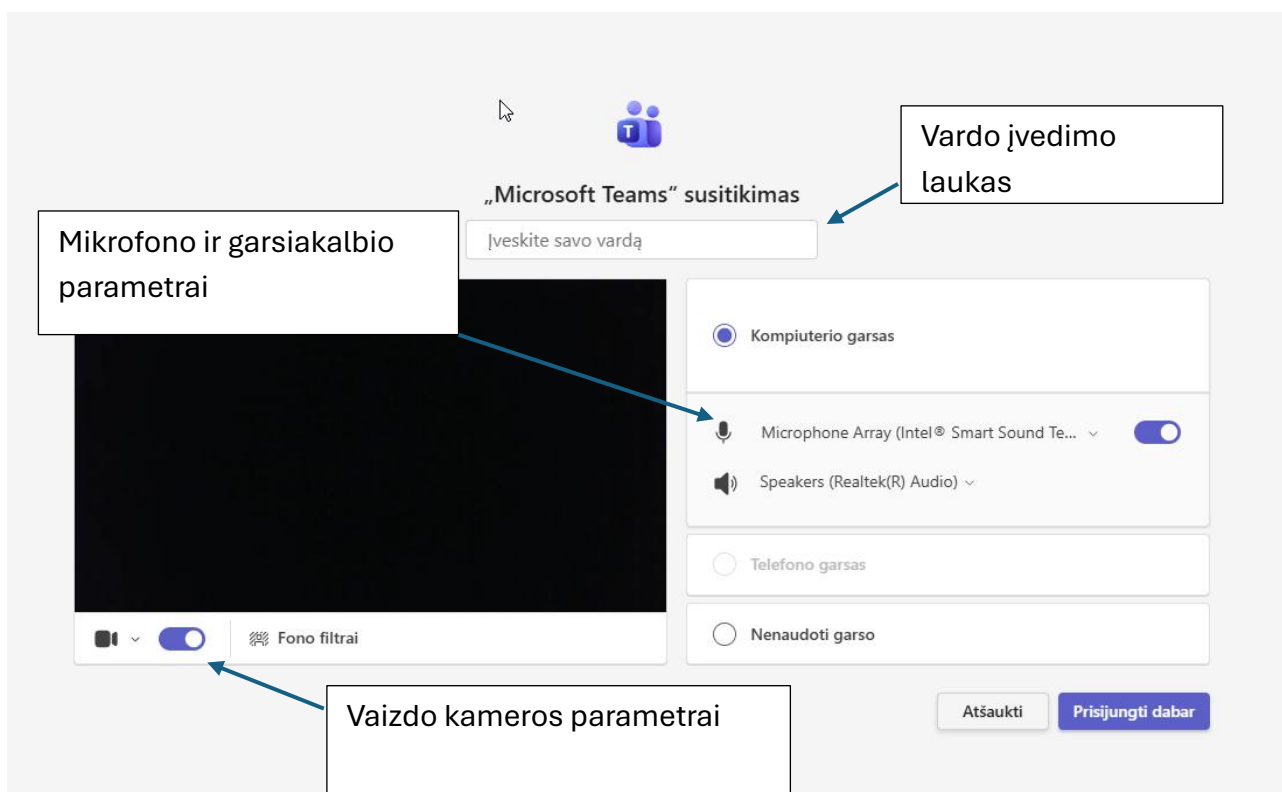 Vardo įvedimo
laukas
T
„Microsoft Teams“ susitikimas
Įveskite savo vardą
Mikrofono ir garsiakalbio
parametrai
Kompiuterio garsas
Microphone Array (Intel® Smart Sound Te...
Speakers (Realtek(R) Audio)
Telefono garsas
Nenaudoti garso
Fono filtrai
Vaizdo kameros parametrai
Atšaukti
Prisijungti dabar